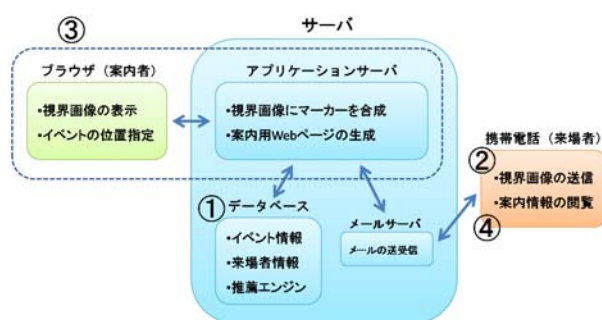 サーバ
③
ブラウザ（案内者）
・視界画像の表示
・イベントの位置指定
アプリケーションサーバ
・視界画像にマーカーを合成
・案内用Webページの生成
携帯電話（来場者）
②
・視界画像の送信
・案内情報の閲覧
④
①
データベース
・イベント情報
・来場者情報
・推薦エンジン
メールサーバ
メールの送受信